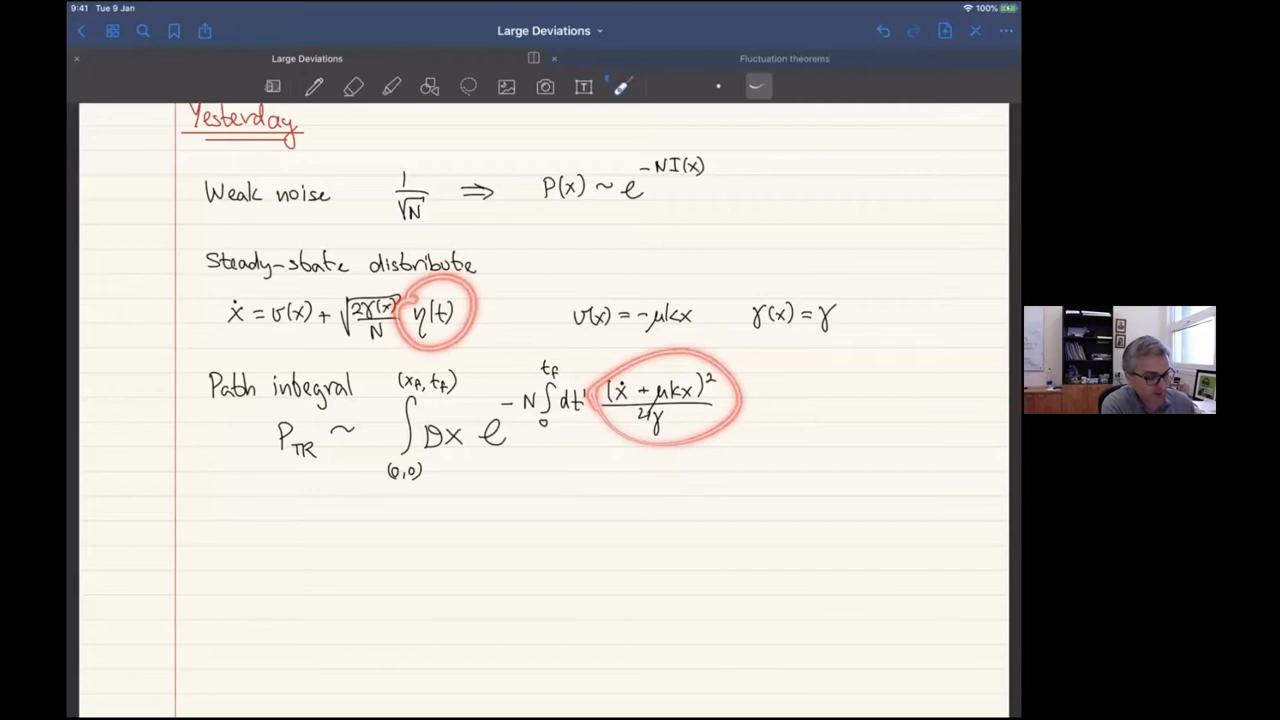 9:41 Tue 9 Jan 100%
Large Deviations
Large Deviations Fluctuation theorems
Yesterday
Weak noise 1/√N ⇒ P(x) ~ e^{-NI(x)}
Steady-state distribute
ẋ = v(x) + √(2γ(x)/N) η(t) v(x) = -μkx γ(x) = γ
Path integral
P_TR ~ ∫_{(0,0)}^{(x_f, t_f)} Dx e^{-N ∫_0^{t_f} dt' (ẋ + μkx)²/4γ}